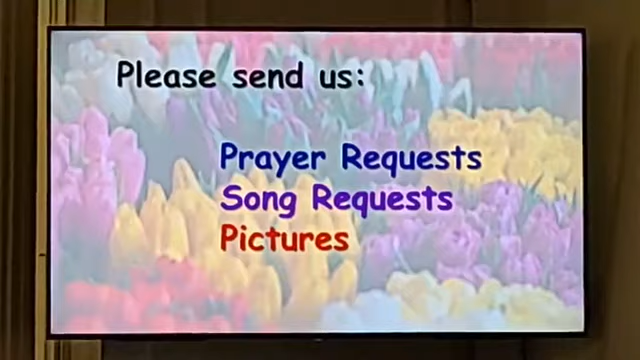 Please send us:
Prayer Requests
Song Requests
Pictures